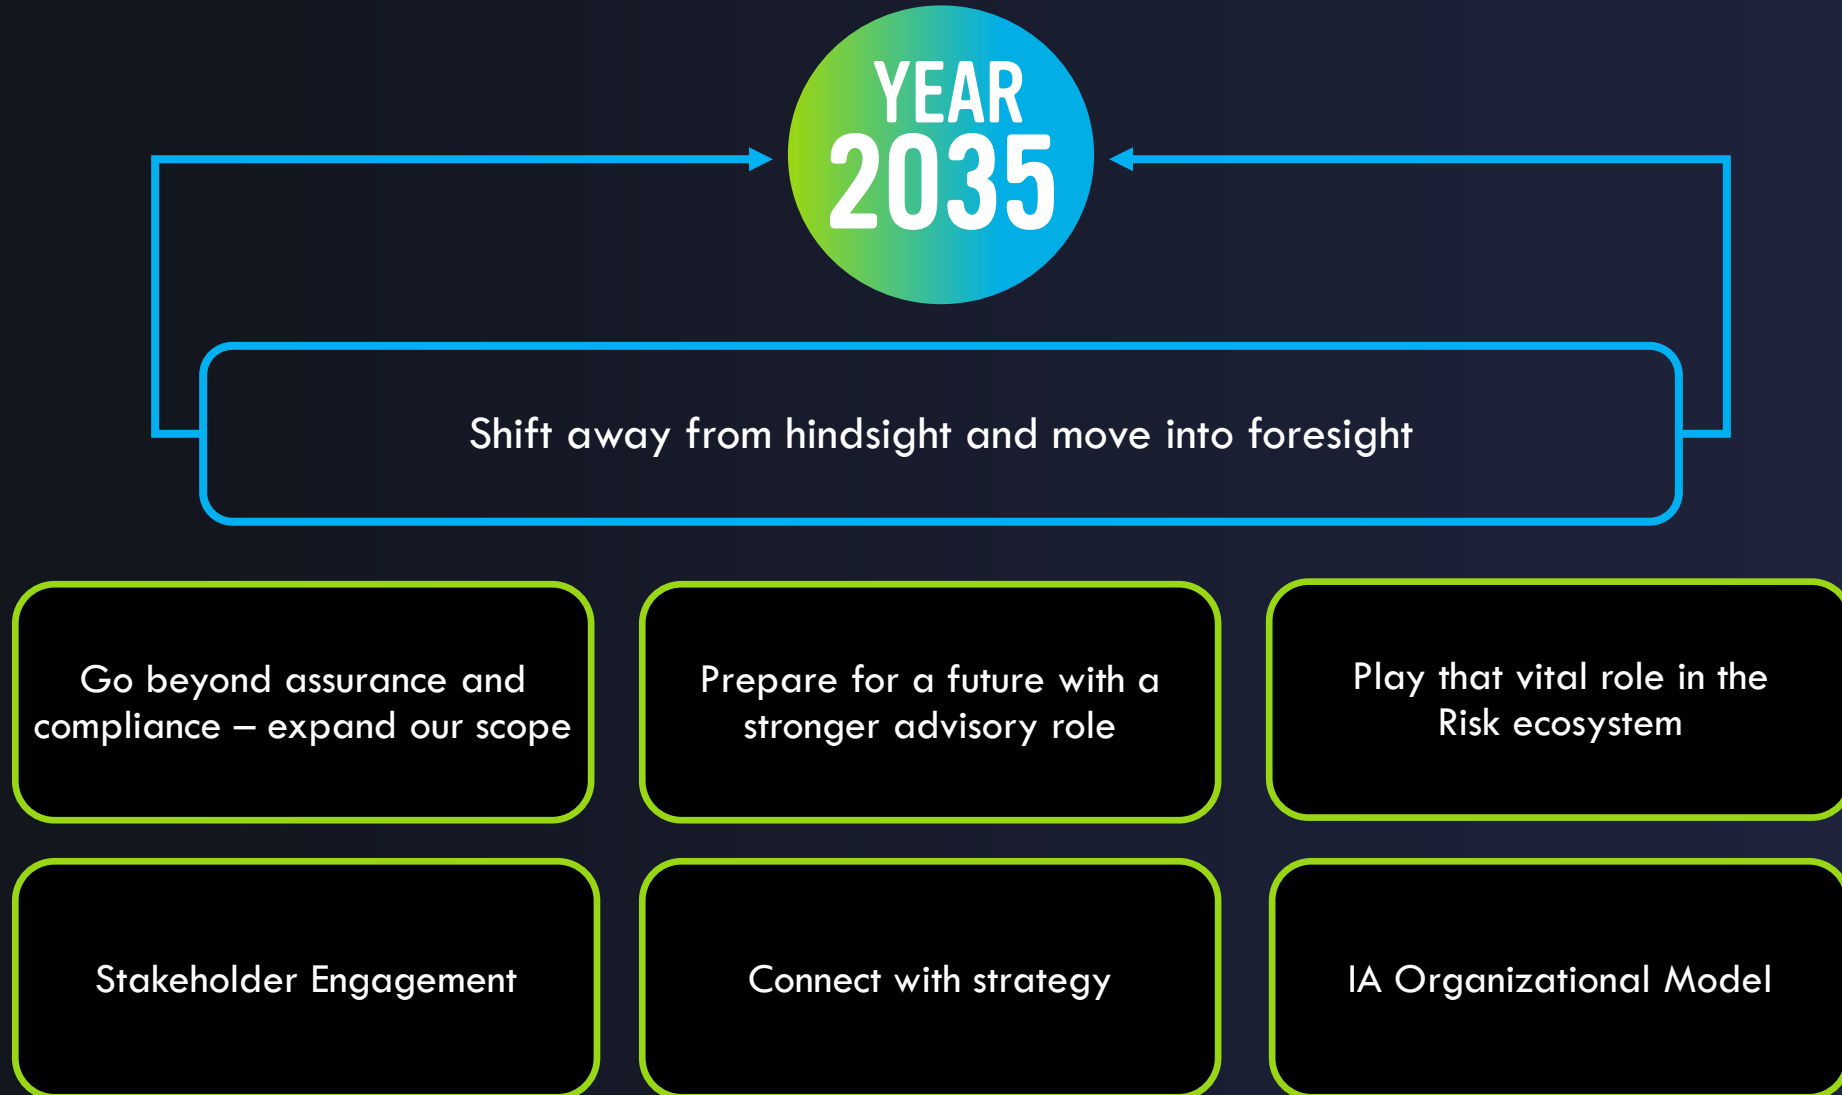 YEAR
2035
Shift away from hindsight and move into foresight
Go beyond assurance and
compliance – expand our scope
Prepare for a future with a
stronger advisory role
Play that vital role in the
Risk ecosystem
Stakeholder Engagement
Connect with strategy
IA Organizational Model